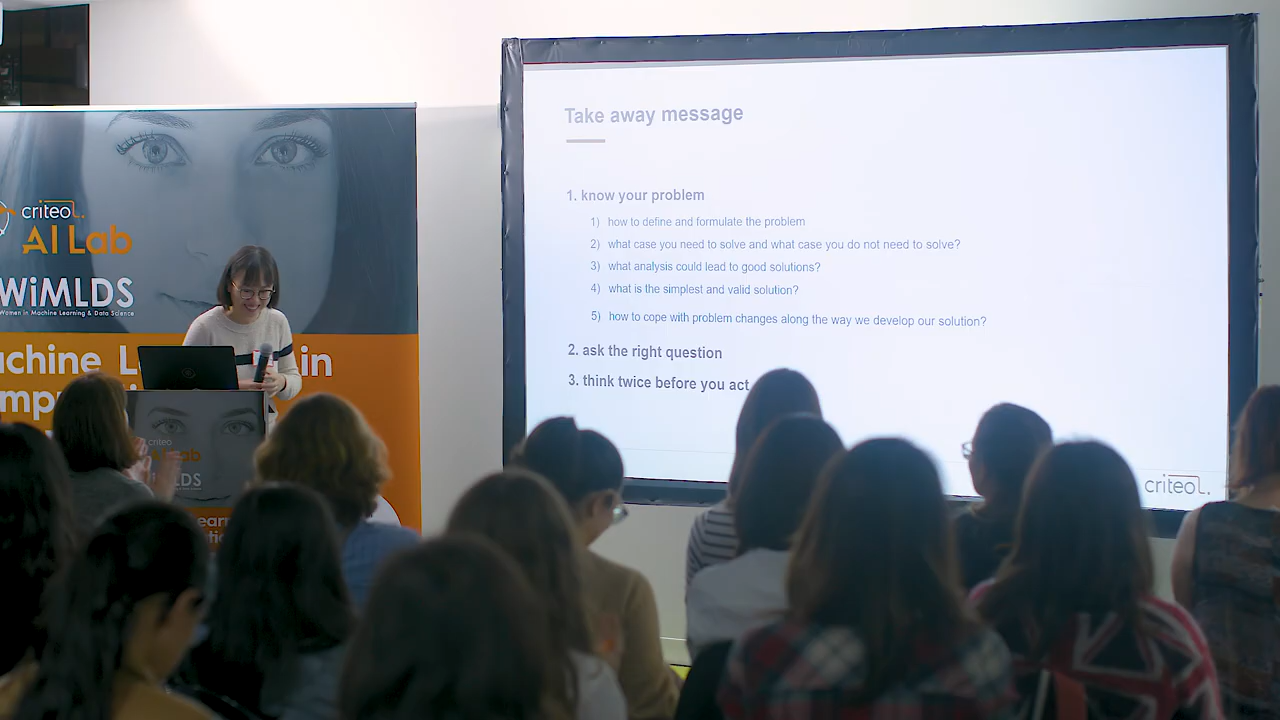 Take away message
1. know your problem
1) how to define and formulate the problem
2) what case you need to solve and what case you do not need to solve?
3) what analysis could lead to good solutions?
4) what is the simplest and valid solution?
5) how to cope with problem changes along the way we develop our solution?
2. ask the right question
3. think twice before you act
criteo.
criteo.
AI Lab
WiMLDS
Women in Machine Learning & Data Science
in
criteo
AI Lab